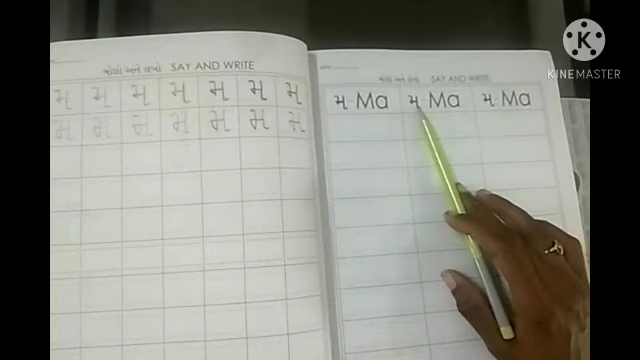 બોલો અને લખો SAY AND WRITE
મ મ મ મ મ મ મ
મ મ મ મ મ મ મ
બોલો અને લખો SAY AND WRITE
મ-Ma મ-Ma મ-Ma
KINEMASTER